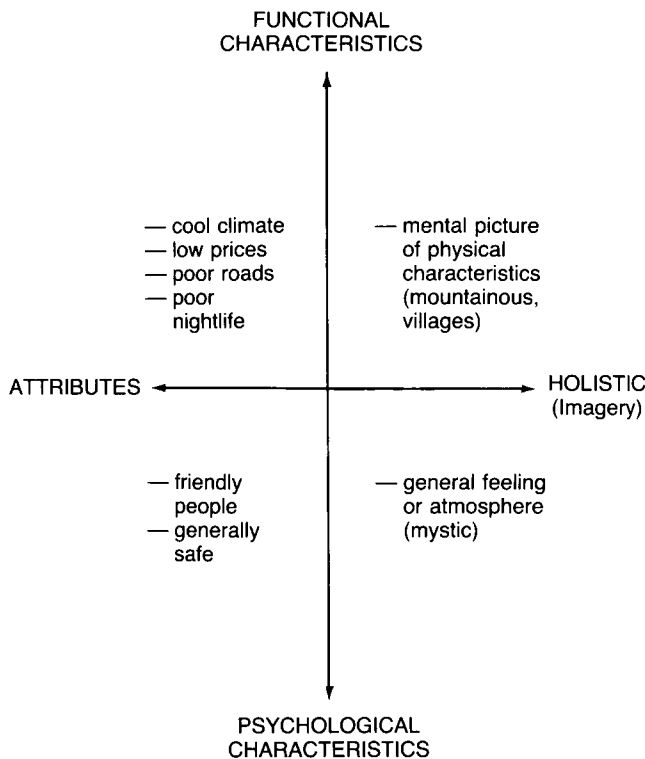 FUNCTIONAL
CHARACTERISTICS
— cool climate
— low prices
— poor roads
— poor
nightlife
— mental picture
of physical
characteristics
(mountainous,
villages)
ATTRIBUTES
HOLISTIC
(Imagery)
— friendly
people
— generally
safe
— general feeling
or atmosphere
(mystic)
PSYCHOLOGICAL
CHARACTERISTICS